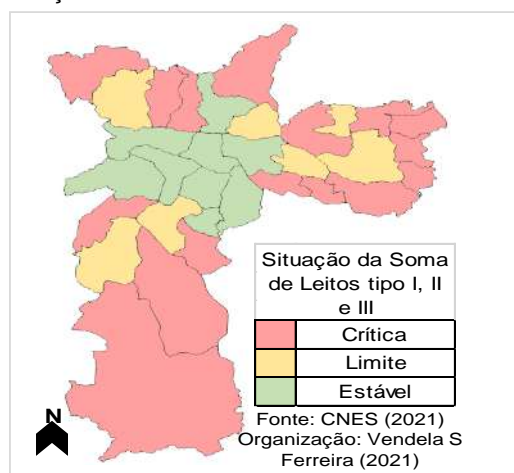 Situação da Soma
de Leitos tipo I, II
e III
Crítica
Limite
Estável
N
Fonte: CNES (2021)
Organização: Vendela S
Ferreira (2021)